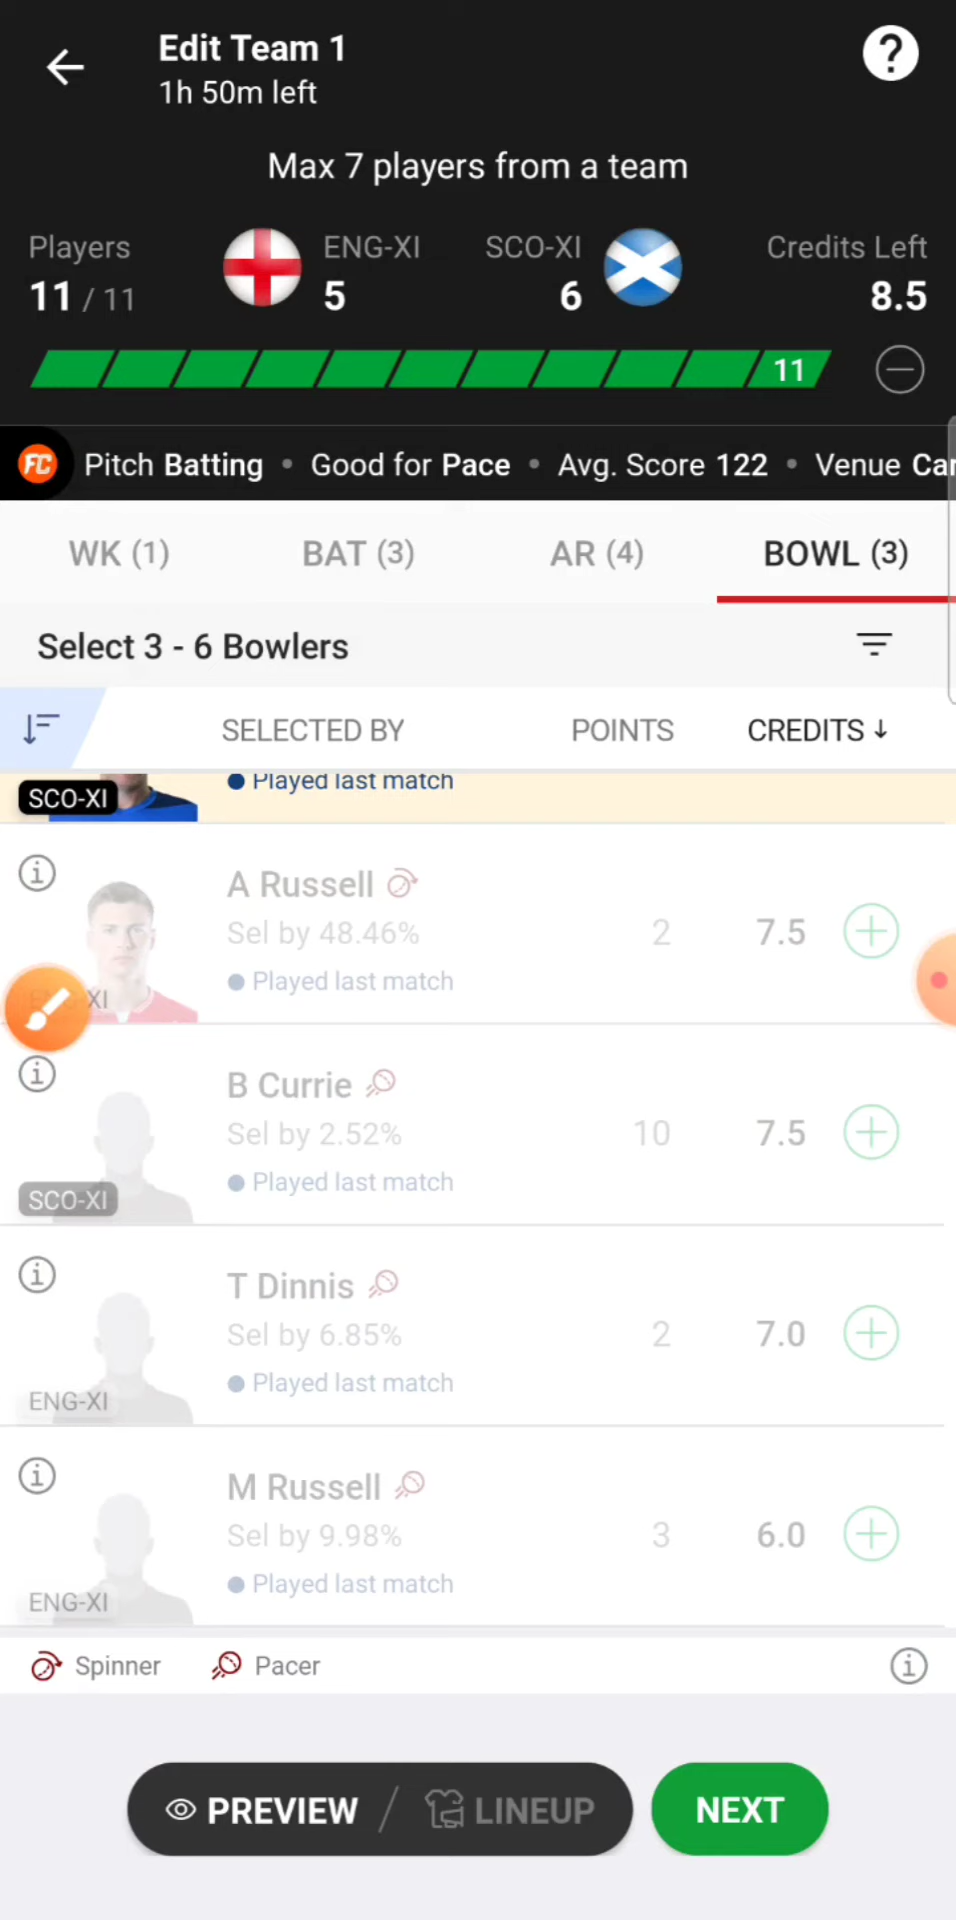 Edit Team 1
1h 50m left
?
Max 7 players from a team
Players
ENG-XI
SCO-XI
Credits Left
11 / 11
5
6
8.5
11
FC Pitch Batting • Good for Pace • Avg. Score 122 • Venue Car
WK (1)
BAT (3)
AR (4)
BOWL (3)
Select 3 - 6 Bowlers
SELECTED BY
POINTS
CREDITS ↓
SCO-XI
Played last match
A Russell
Sel by 48.46%
2
7.5
Played last match
ENG-XI
B Currie
Sel by 2.52%
10
7.5
Played last match
SCO-XI
T Dinnis
Sel by 6.85%
2
7.0
Played last match
ENG-XI
M Russell
Sel by 9.98%
3
6.0
Played last match
ENG-XI
Spinner
Pacer
PREVIEW / LINEUP
NEXT